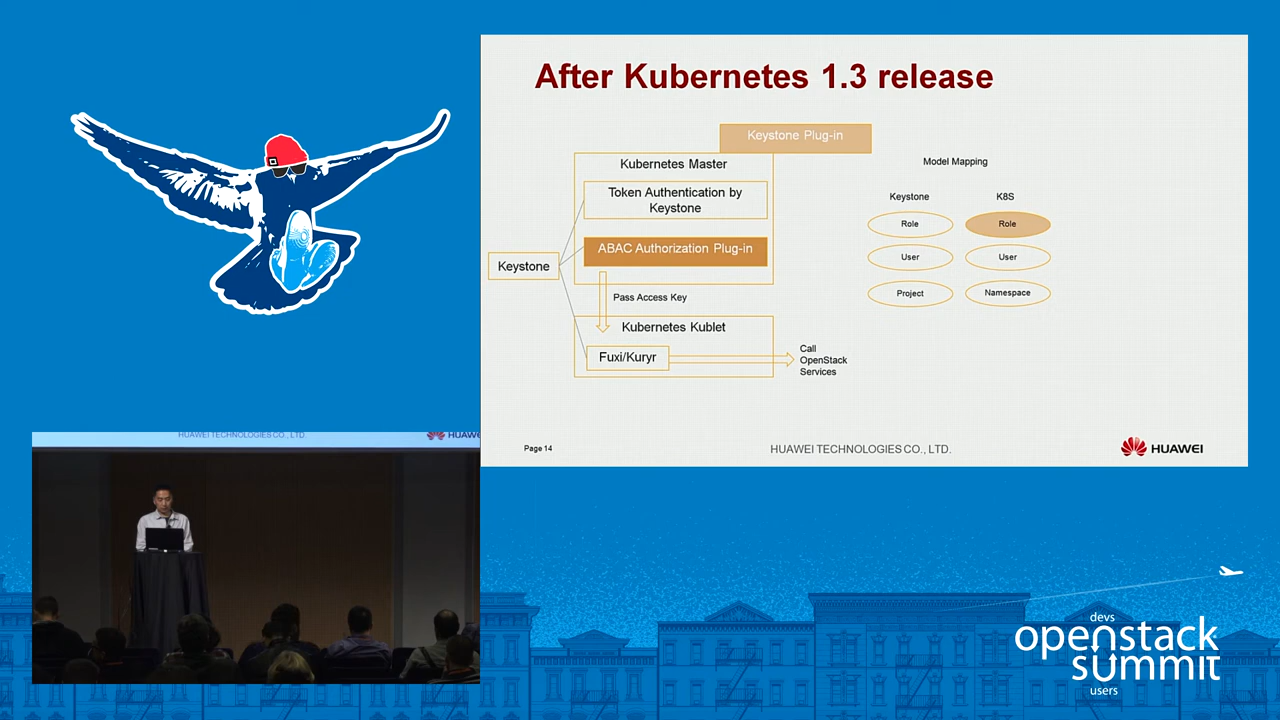 After Kubernetes 1.3 release
Keystone Plug-in
Kubernetes Master
Token Authentication by
Keystone
ABAC Authorization Plug-in
Keystone
Pass Access Key
Kubernetes Kublet
Fuxi/Kuryr
Call
OpenStack
Services
Model Mapping
Keystone
K8S
Role
Role
User
User
Project
Namespace
Page 14
HUAWEI TECHNOLOGIES CO., LTD.
HUAWEI
HUAWEI TECHNOLOGIES CO., LTD.
HUAWEI
devs
openstack
summit
users